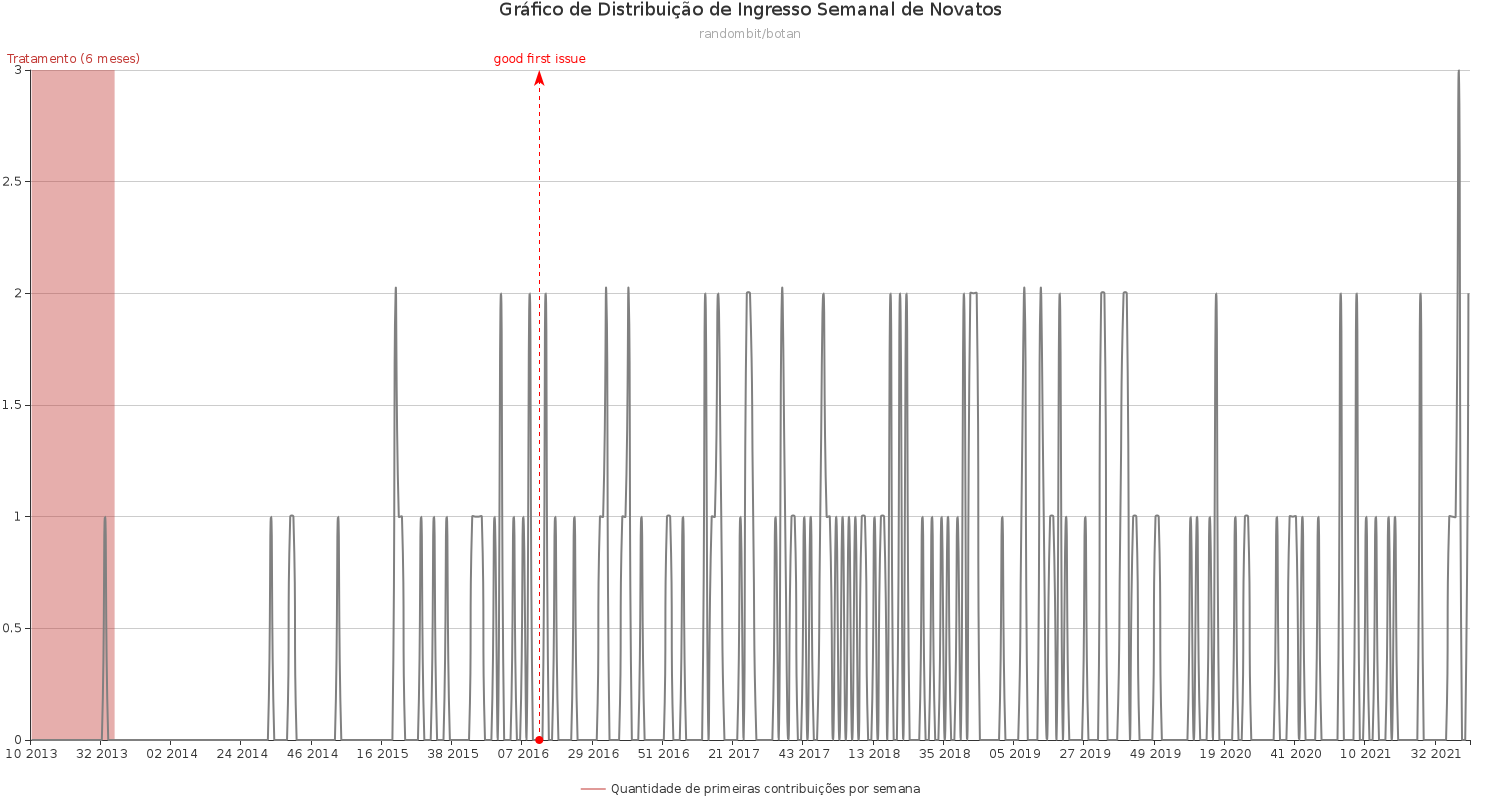 Gráfico de Distribuição de Ingresso Semanal de Novatos
randombit/botan
Tratamento (6 meses)
good first issue
3
2.5
2
1.5
1
0.5
0
10 2013 32 2013 02 2014 24 2014 46 2014 16 2015 38 2015 07 2016 29 2016 51 2016 21 2017 43 2017 13 2018 35 2018 05 2019 27 2019 49 2019 19 2020 41 2020 10 2021 32 2021
Quantidade de primeiras contribuições por semana